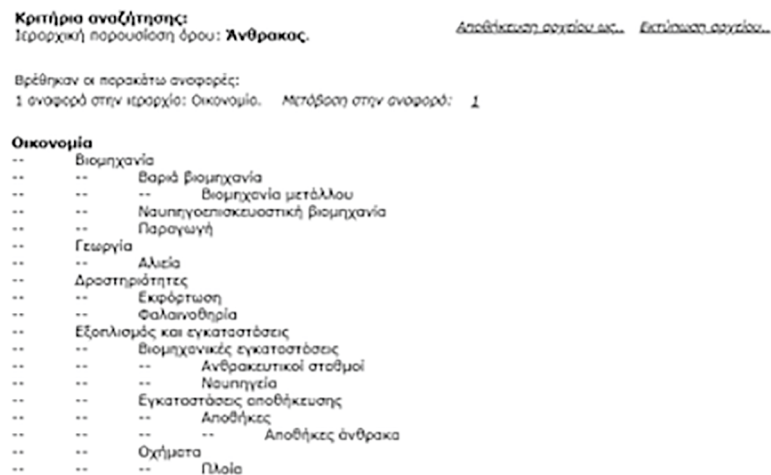 Κριτήρια αναζήτησης:
Ιεραρχική παρουσίαση όρου: Άνθρακας.
Αποθήκευση αρχείου ως.. Εκτύπωση αρχείου..
Βρέθηκαν οι παρακάτω αναφορές:
1 αναφορά στην ιεραρχία: Οικονομία. Μετάβαση στην αναφορά: 1
Οικονομία
-- Βιομηχανία
-- -- Βαριά βιομηχανία
-- -- -- Βιομηχανία μετάλλου
-- -- Ναυπηγοεπισκευαστική βιομηχανία
-- -- Παραγωγή
-- Γεωργία
-- -- Αλιεία
-- Δραστηριότητες
-- -- Εκφόρτωση
-- -- Φαλαινοθηρία
-- Εξοπλισμός και εγκαταστάσεις
-- -- Βιομηχανικές εγκαταστάσεις
-- -- -- Ανθρακευτικοί σταθμοί
-- -- -- Ναυπηγεία
-- -- Εγκαταστάσεις αποθήκευσης
-- -- -- Αποθήκες
-- -- -- -- Αποθήκες άνθρακα
-- -- Οχήματα
-- -- -- Πλοία